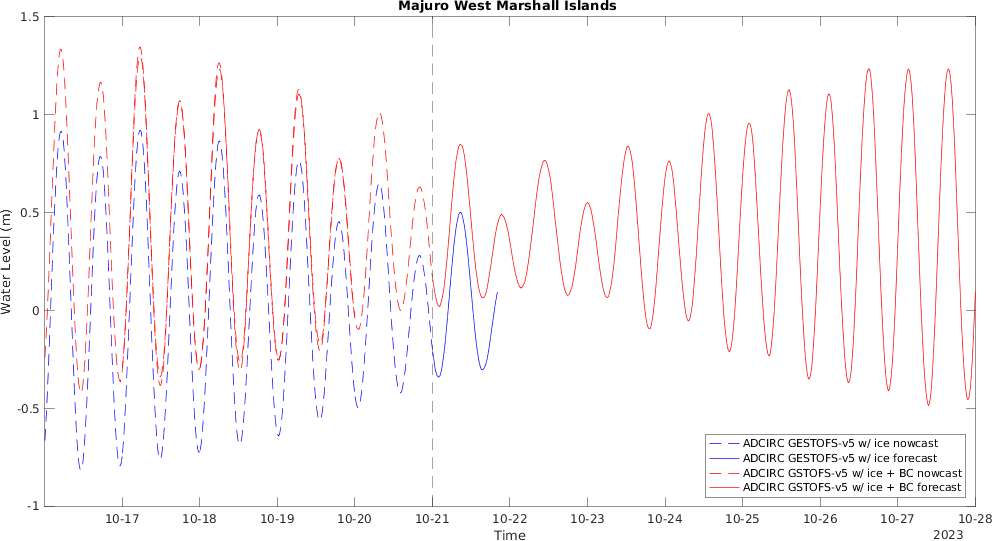 Majuro West Marshall Islands
1.5
1
0.5
0
-0.5
-1
Water Level (m)
10-17 10-18 10-19 10-20 10-21 10-22 10-23 10-24 10-25 10-26 10-27 10-28
Time
2023
ADCIRC GESTOFS-v5 w/ ice nowcast
ADCIRC GESTOFS-v5 w/ ice forecast
ADCIRC GSTOFS-v5 w/ ice + BC nowcast
ADCIRC GSTOFS-v5 w/ ice + BC forecast